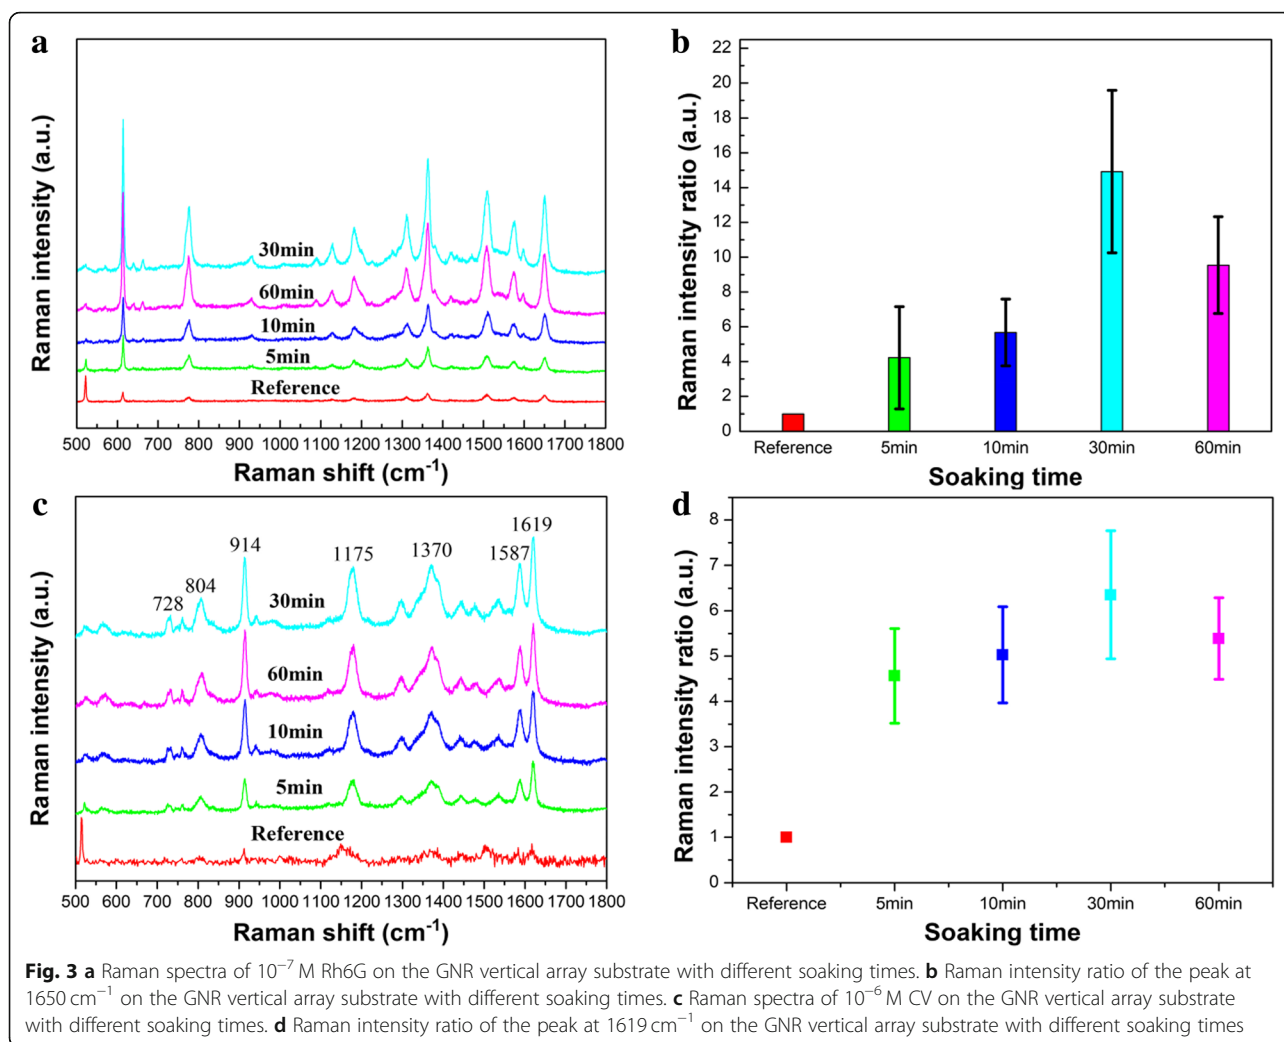 a
Raman intensity (a.u.)
30min
60min
10min
5min
Reference
500 600 700 800 900 1000 1100 1200 1300 1400 1500 1600 1700 1800
Raman shift (cm⁻¹)
b
Raman intensity ratio (a.u.)
22
20
18
16
14
12
10
8
6
4
2
0
Reference 5min 10min 30min 60min
Soaking time
c
Raman intensity (a.u.)
1619
914 1175 1370 1587
804
728
30min
60min
10min
5min
Reference
500 600 700 800 900 1000 1100 1200 1300 1400 1500 1600 1700 1800
Raman shift (cm⁻¹)
d
Raman intensity ratio (a.u.)
8
7
6
5
4
3
2
1
0
Reference 5min 10min 30min 60min
Soaking time
Fig. 3 a Raman spectra of 10⁻⁷ M Rh6G on the GNR vertical array substrate with different soaking times. b Raman intensity ratio of the peak at
1650 cm⁻¹ on the GNR vertical array substrate with different soaking times. c Raman spectra of 10⁻⁶ M CV on the GNR vertical array substrate
with different soaking times. d Raman intensity ratio of the peak at 1619 cm⁻¹ on the GNR vertical array substrate with different soaking times